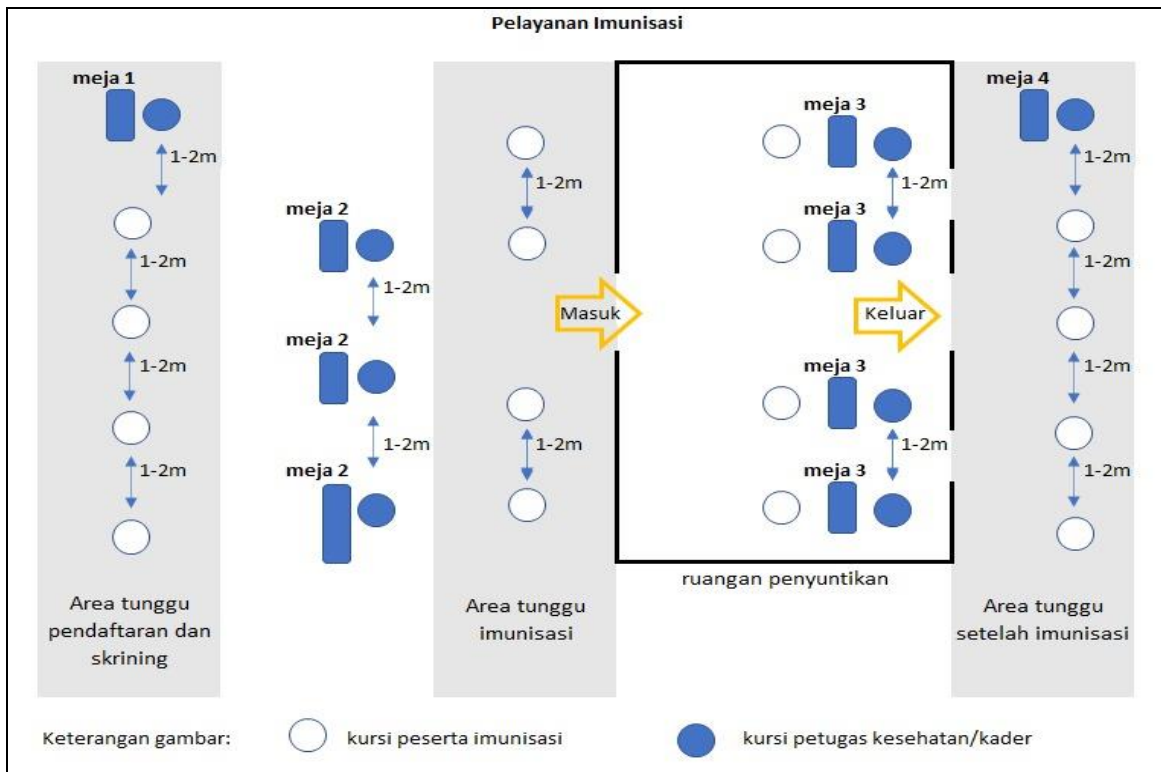 Pelayanan Imunisasi
meja 1
1-2m
1-2m
1-2m
1-2m
Area tunggu
pendaftaran dan
skrining
meja 2
1-2m
meja 2
1-2m
meja 2
1-2m
1-2m
Area tunggu
imunisasi
Masuk
meja 3
1-2m
meja 3
Keluar
meja 3
1-2m
meja 3
ruangan penyuntikan
meja 4
1-2m
1-2m
1-2m
1-2m
Area tunggu
setelah imunisasi
Keterangan gambar:
kursi peserta imunisasi
kursi petugas kesehatan/kader